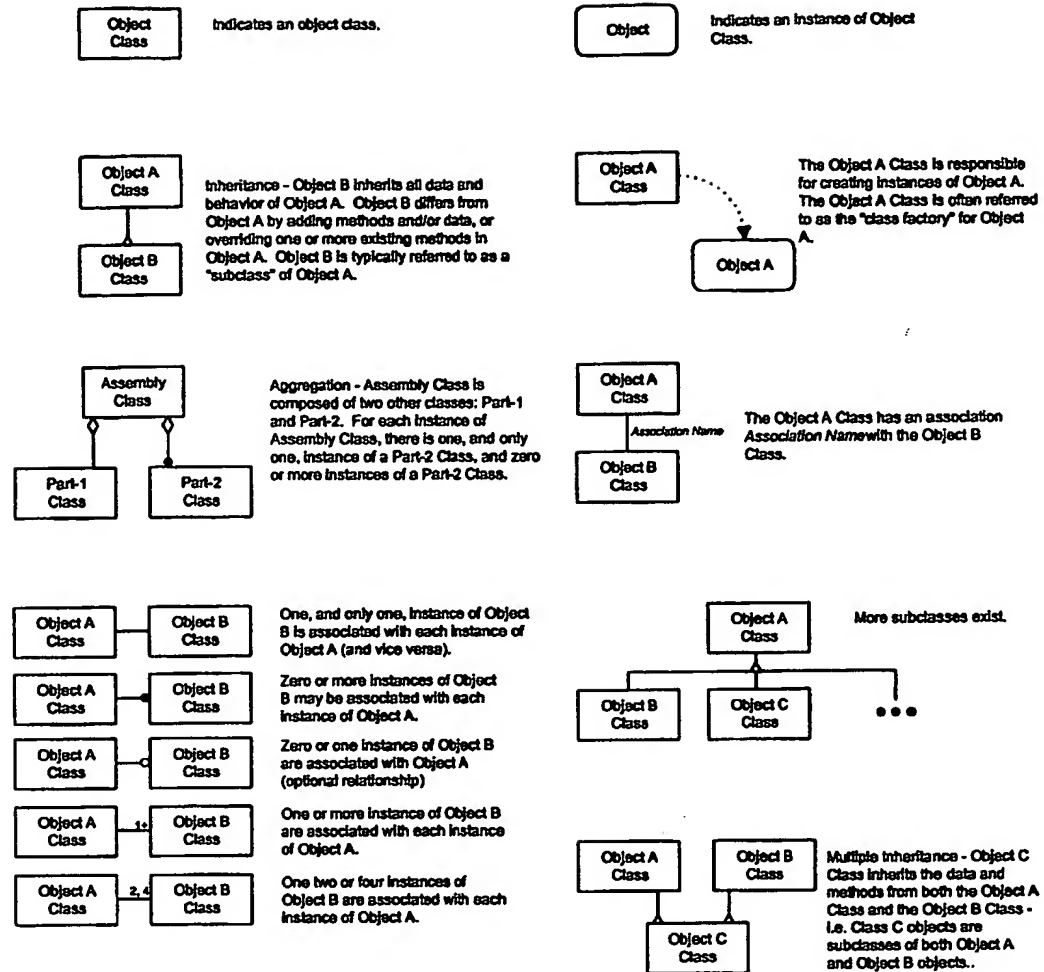 Object
Class
Indicates an object class.
Object
Indicates an instance of Object
Class.
Object A
Class
Object B
Class
Inheritance - Object B inherits all data and
behavior of Object A. Object B differs from
Object A by adding methods and/or data, or
overriding one or more existing methods in
Object A. Object B is typically referred to as a
"subclass" of Object A.
Object A
Class
Object A
The Object A Class is responsible
for creating instances of Object A.
The Object A Class is often referred
to as the "class factory" for Object
A.
Assembly
Class
Part-1
Class
Part-2
Class
Aggregation - Assembly Class is
composed of two other classes: Part-1
and Part-2. For each instance of
Assembly Class, there is one, and only
one, instance of a Part-2 Class, and zero
or more instances of a Part-2 Class.
Object A
Class
Association Name
Object B
Class
The Object A Class has an association
Association Namewith the Object B
Class.
Object A
Class
Object B
Class
One, and only one, instance of Object
B is associated with each instance of
Object A (and vice versa).
Object A
Class
Object B
Class
Zero or more instances of Object
B may be associated with each
instance of Object A.
Object A
Class
Object B
Class
Zero or one instance of Object B
are associated with Object A
(optional relationship)
Object A
Class
1+
Object B
Class
One or more instance of Object B
are associated with each instance
of Object A.
Object A
Class
2, 4
Object B
Class
One two or four instances of
Object B are associated with each
instance of Object A.
Object A
Class
Object B
Class
Object C
Class
More subclasses exist.
Object A
Class
Object B
Class
Object C
Class
Multiple Inheritance - Object C
Class inherits the data and
methods from both the Object A
Class and the Object B Class -
i.e. Class C objects are
subclasses of both Object A
and Object B objects..